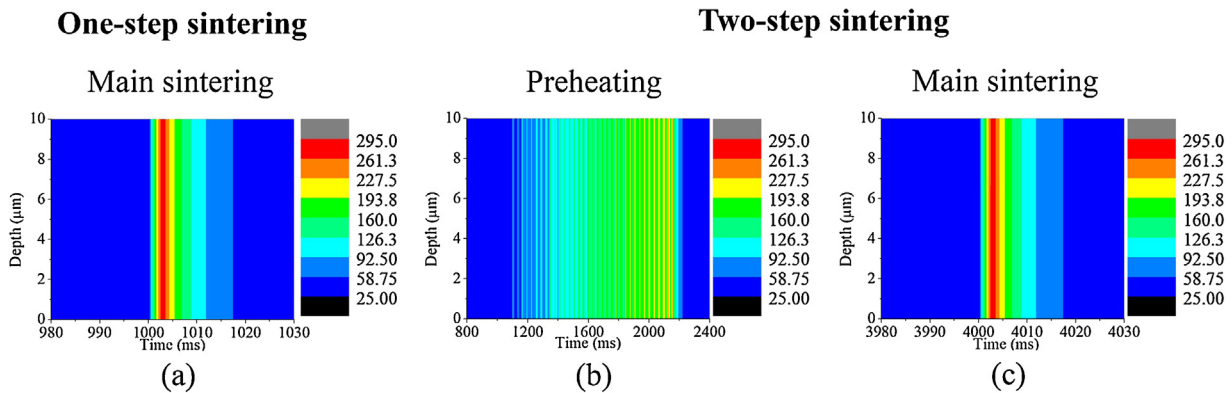 One-step sintering
Two-step sintering
Main sintering
Preheating
Main sintering
10
8
6
4
2
0
Depth (μm)
980 990 1000 1010 1020 1030
Time (ms)
295.0
261.3
227.5
193.8
160.0
126.3
92.50
58.75
25.00
(a)
10
8
6
4
2
0
Depth (μm)
800 1200 1600 2000 2400
Time (ms)
295.0
261.3
227.5
193.8
160.0
126.3
92.50
58.75
25.00
(b)
10
8
6
4
2
0
Depth (μm)
3980 3990 4000 4010 4020 4030
Time (ms)
295.0
261.3
227.5
193.8
160.0
126.3
92.50
58.75
25.00
(c)